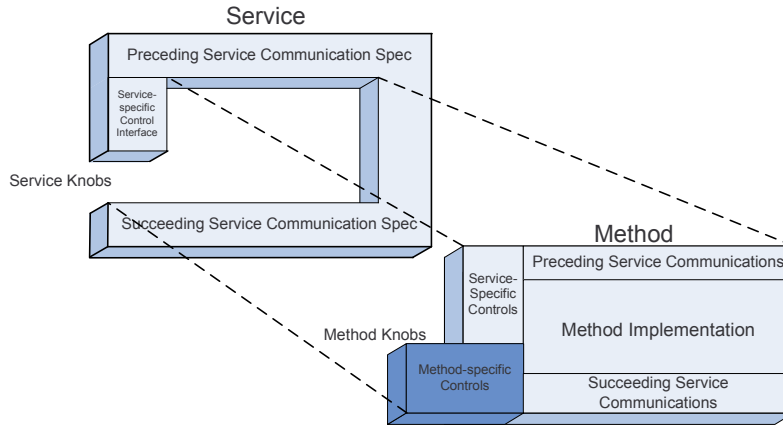 Service
Preceding Service Communication Spec
Service-
specific
Control
Interface
Service Knobs
Succeeding Service Communication Spec
Method
Preceding Service Communications
Service-
Specific
Controls
Method Implementation
Method Knobs
Method-specific
Controls
Succeeding Service
Communications